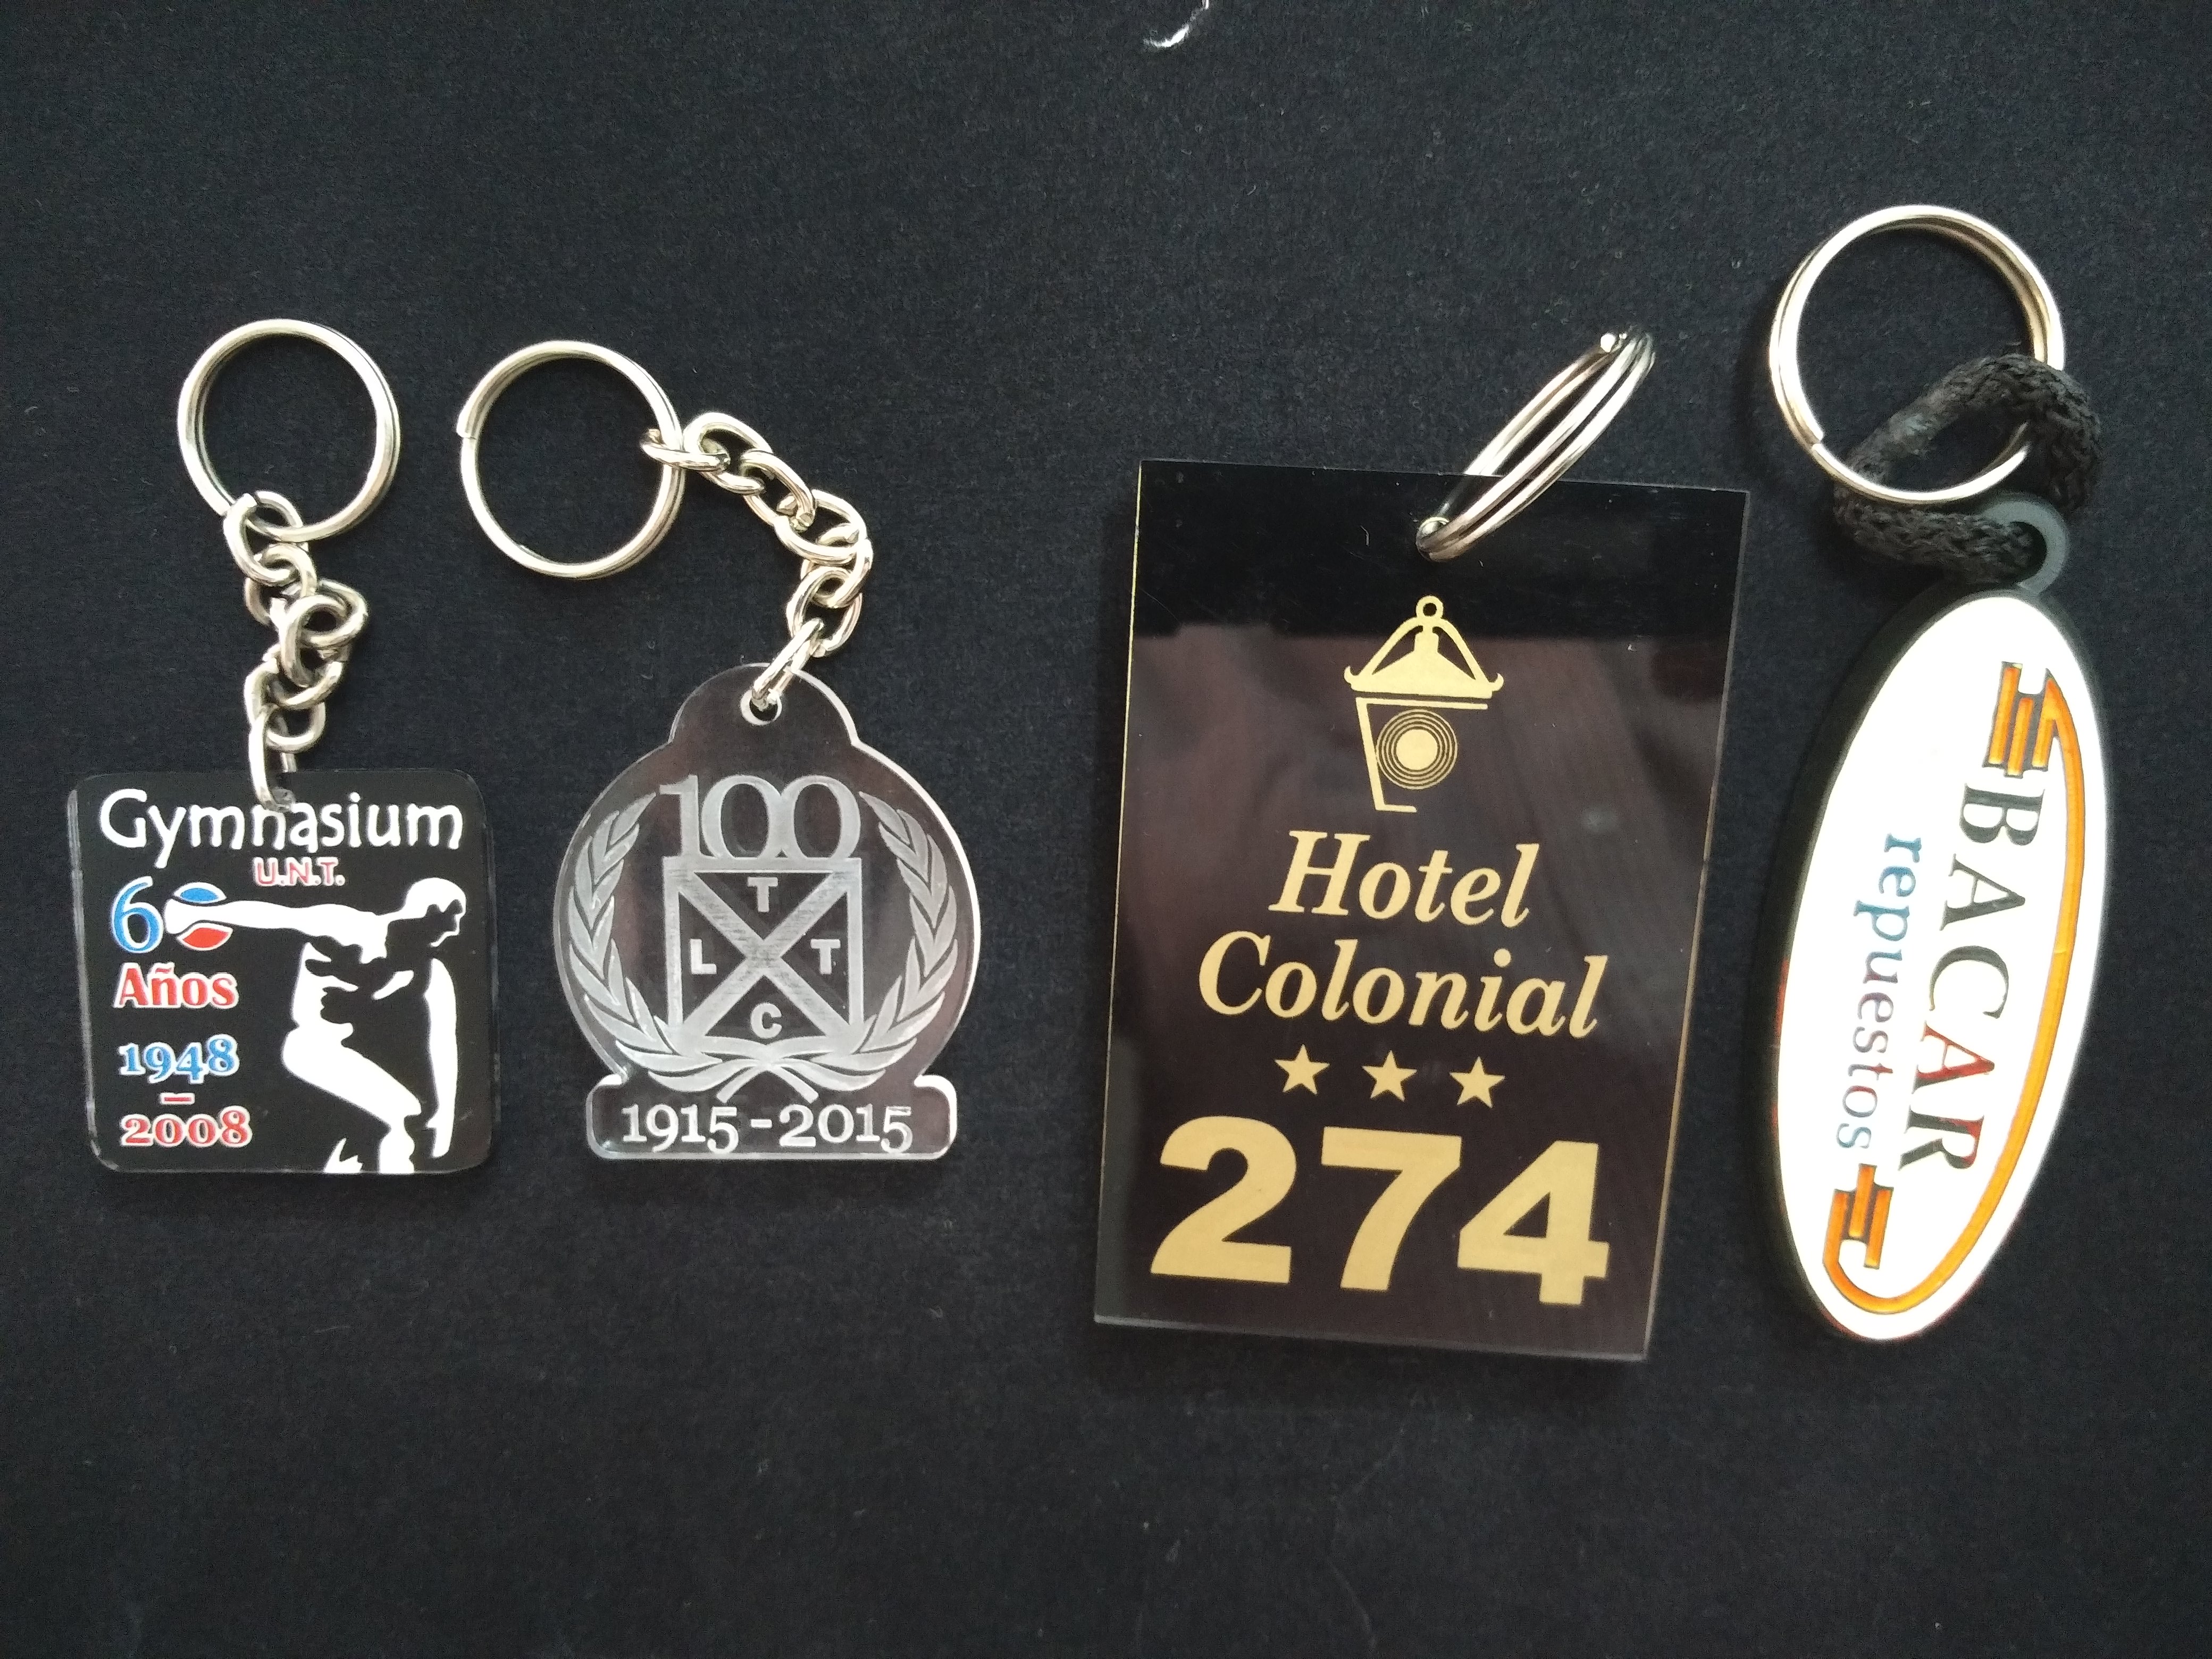 Gymnasium
U.N.T.
60
Años
1948
–
2008
100
T
L T
C
1915-2015
Hotel
Colonial
274
BACAR
repuestos